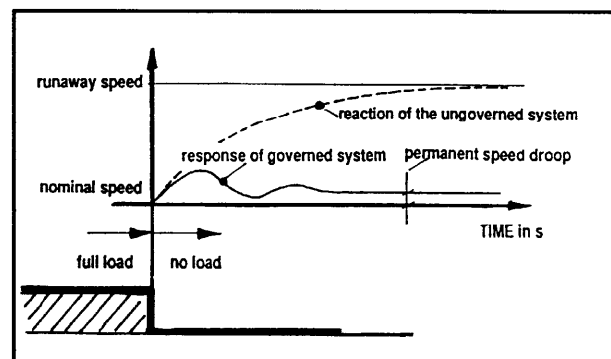 runaway speed
reaction of the ungoverned system
response of governed system
permanent speed droop
nominal speed
TIME in s
full load
no load